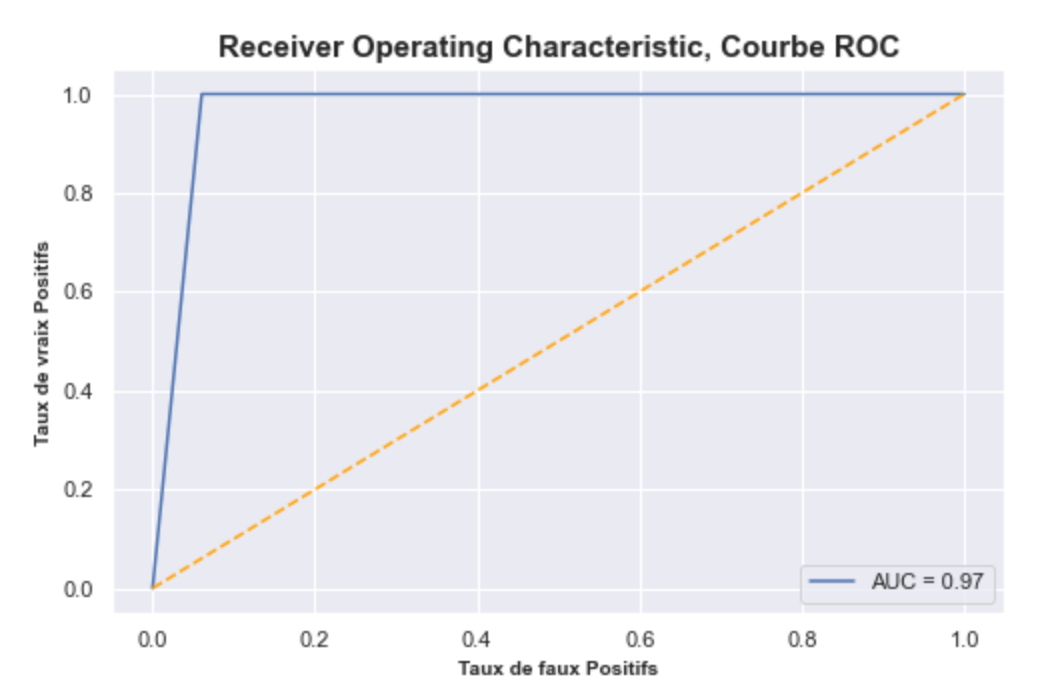 Receiver Operating Characteristic, Courbe ROC
1.0
0.8
0.6
0.4
0.2
0.0
Taux de vraix Positifs
AUC = 0.97
0.0 0.2 0.4 0.6 0.8 1.0
Taux de faux Positifs